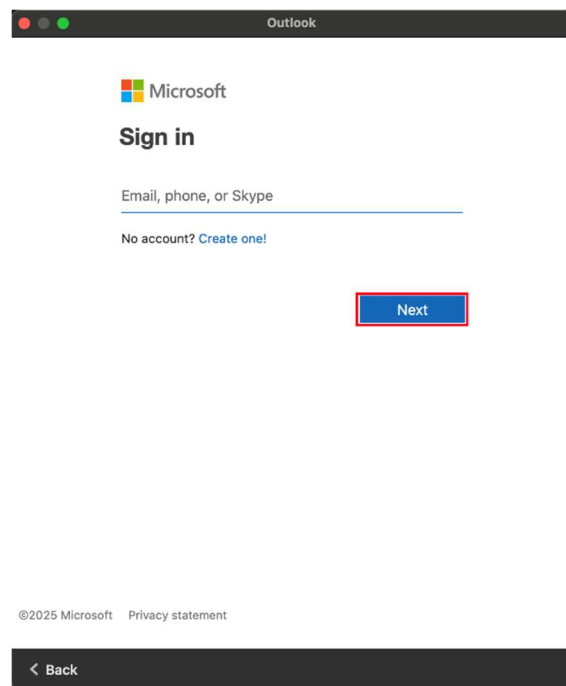 Outlook
Microsoft
Sign in
Email, phone, or Skype
No account? Create one!
Next
©2025 Microsoft Privacy statement
Back